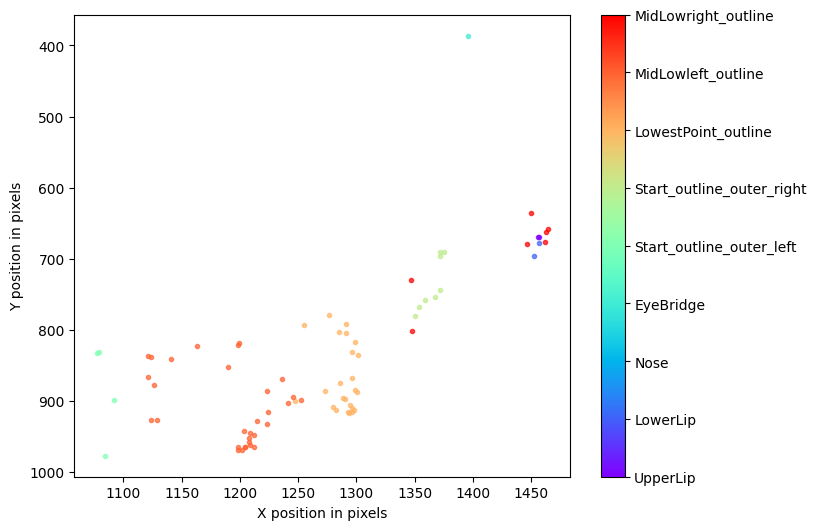 400
500
600
700
800
900
1000
Y position in pixels
1100
1150
1200
1250
1300
1350
1400
1450
X position in pixels
MidLowright_outline
MidLowleft_outline
LowestPoint_outline
Start_outline_outer_right
Start_outline_outer_left
EyeBridge
Nose
LowerLip
UpperLip